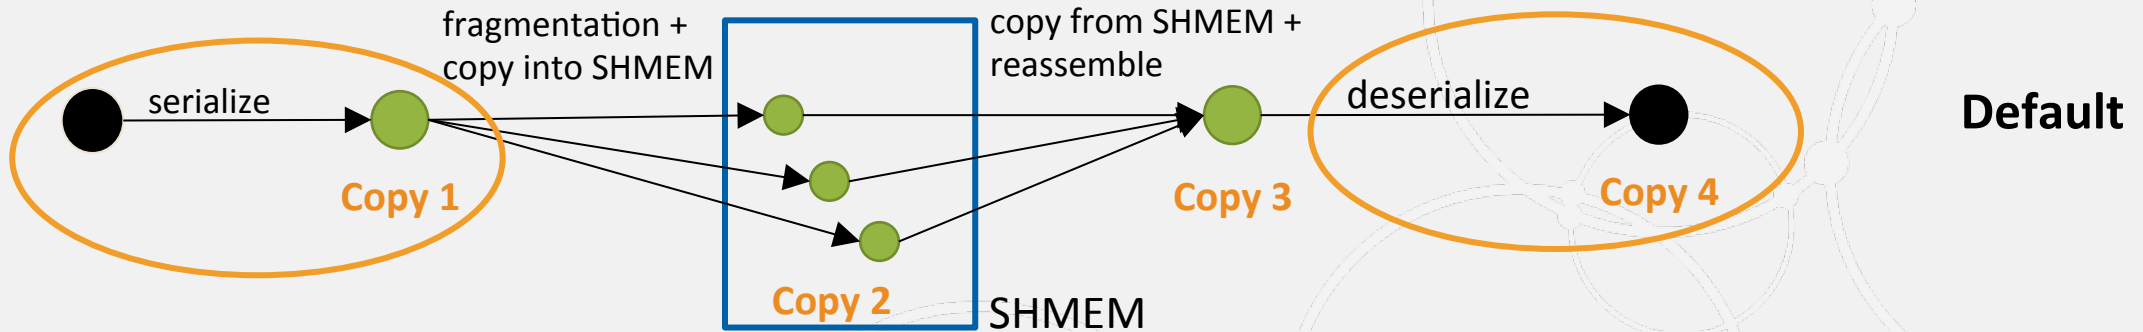 fragmentation +
copy into SHMEM
copy from SHMEM +
reassemble
serialize
deserialize
Default
Copy 1
Copy 3
Copy 4
Copy 2
SHMEM